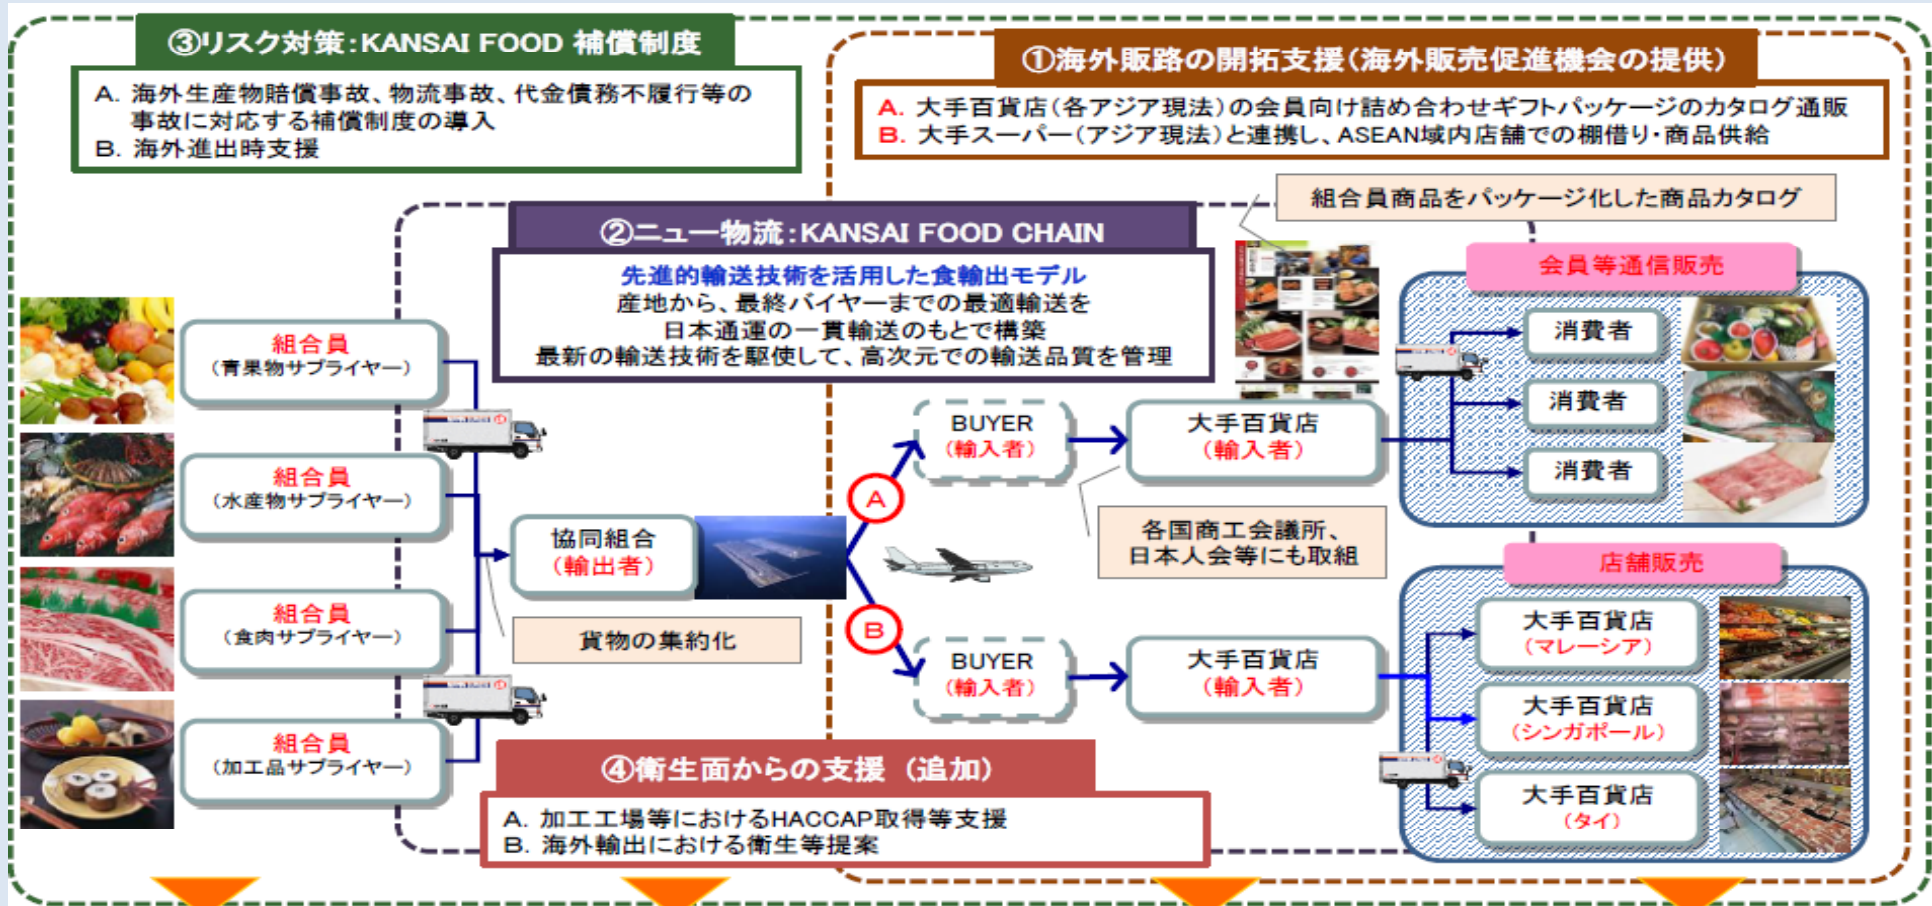 ③リスク対策：KANSAI FOOD 補償制度
A. 海外生産物賠償事故、物流事故、代金債務不履行等の
事故に対応する補償制度の導入
B. 海外進出時支援
①海外販路の開拓支援（海外販売促進機会の提供）
A. 大手百貨店（各アジア現法）の会員向け詰め合わせギフトパッケージのカタログ通販
B. 大手スーパー（アジア現法）と連携し、ASEAN域内店舗での棚借り・商品供給
組合員商品をパッケージ化した商品カタログ
②ニュー物流：KANSAI FOOD CHAIN
先進的輸送技術を活用した食輸出モデル
産地から、最終バイヤーまでの最適輸送を
日本通運の一貫輸送のもとで構築
最新の輸送技術を駆使して、高次元での輸送品質を管理
組合員
（青果物サプライヤー）
組合員
（水産物サプライヤー）
組合員
（食肉サプライヤー）
組合員
（加工品サプライヤー）
協同組合
（輸出者）
貨物の集約化
A
BUYER
（輸入者）
大手百貨店
（輸入者）
各国商工会議所、
日本人会等にも取組
B
BUYER
（輸入者）
大手百貨店
（輸入者）
会員等通信販売
消費者
消費者
消費者
店舗販売
大手百貨店
（マレーシア）
大手百貨店
（シンガポール）
大手百貨店
（タイ）
④衛生面からの支援（追加）
A. 加工工場等におけるHACCAP取得等支援
B. 海外輸出における衛生等提案